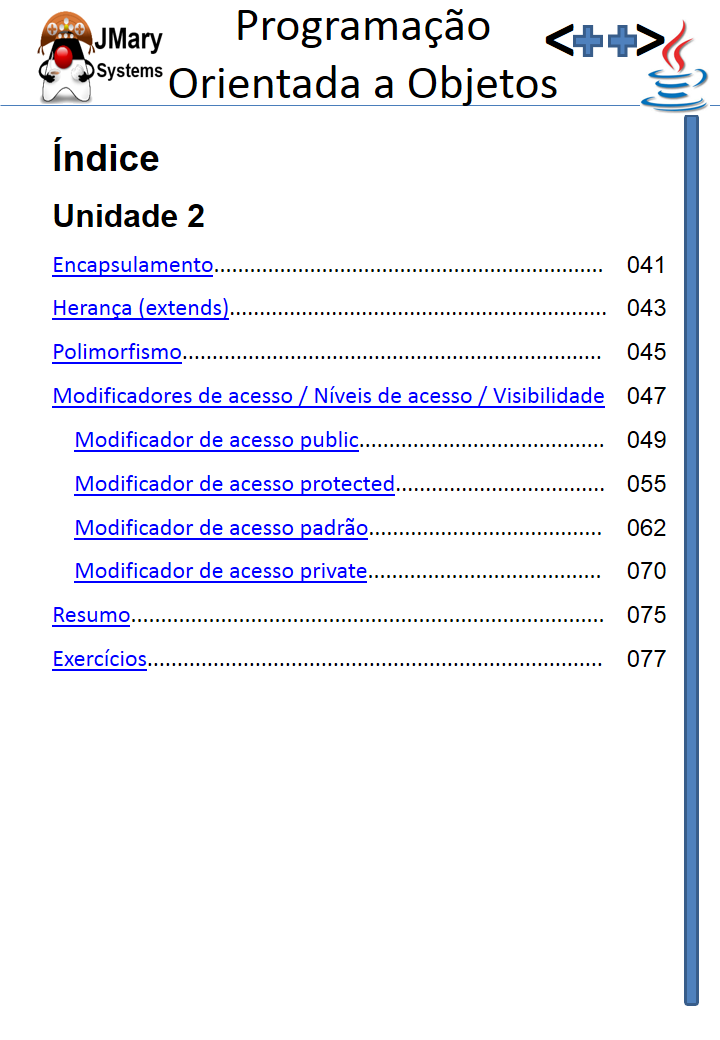 JMary
Systems
Programação
Orientada a Objetos
<++>
Índice
Unidade 2
Encapsulamento................................................................. 041
Herança (extends)............................................................... 043
Polimorfismo...................................................................... 045
Modificadores de acesso / Níveis de acesso / Visibilidade 047
Modificador de acesso public......................................... 049
Modificador de acesso protected................................... 055
Modificador de acesso padrão....................................... 062
Modificador de acesso private....................................... 070
Resumo............................................................................... 075
Exercícios............................................................................ 077